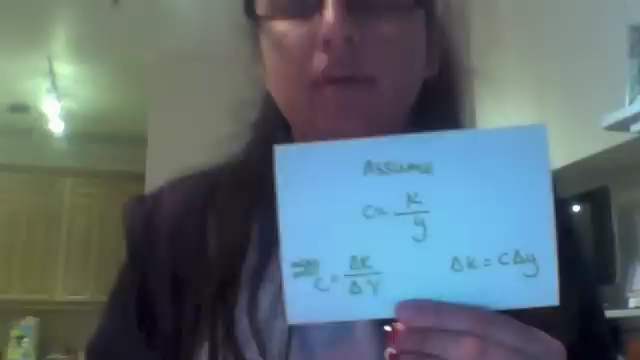 ASSUME
C = K / y
C = ΔK / ΔY
ΔK = CΔy